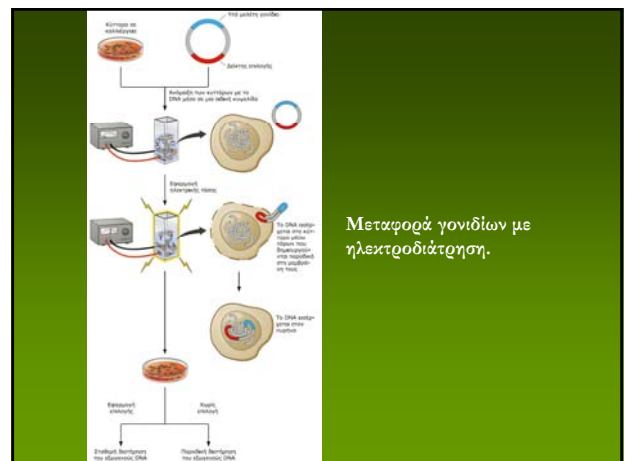 Υπό μελέτη γονίδιο
Κύτταρα σε
καλλιέργεια
Δείκτης επιλογής
Ανάμειξη των κυττάρων με το
DNA μέσα σε μια ειδική κυψελίδα
Εφαρμογή
ηλεκτρικής τάσης
Το DNA εισέρ-
χεται στα κύτ-
ταρα μέσω
πόρων που
δημιουργού-
νται παροδικά
στη μεμβρά-
νη τους
Μεταφορά γονιδίων με
ηλεκτροδιάτρηση.
Το DNA εισέρ-
χεται στον
πυρήνα
Εφαρμογή
επιλογής
Χωρίς
επιλογή
Σταθερή διατήρηση
του εξωγενούς DNA
Παροδική διατήρηση
του εξωγενούς DNA